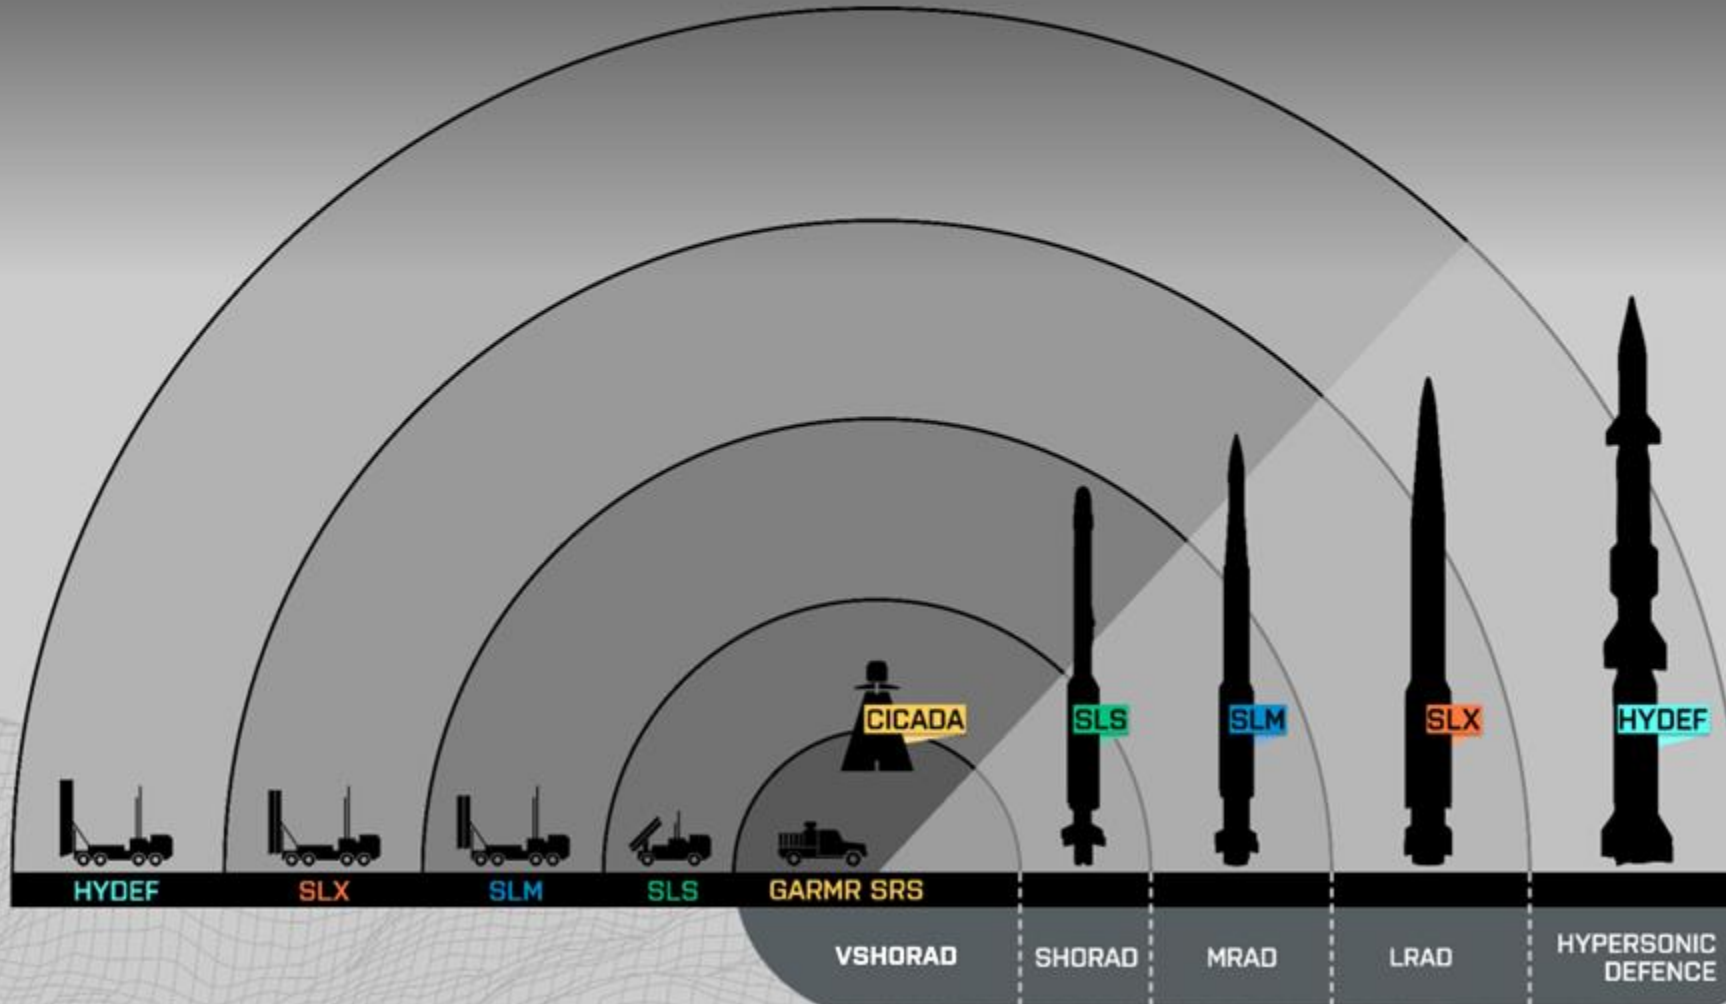 CICADA
SLS
SLM
SLX
HYDEF
HYDEF
SLX
SLM
SLS
GARMR SRS
VSHORAD
SHORAD
MRAD
LRAD
HYPERSONIC
DEFENCE